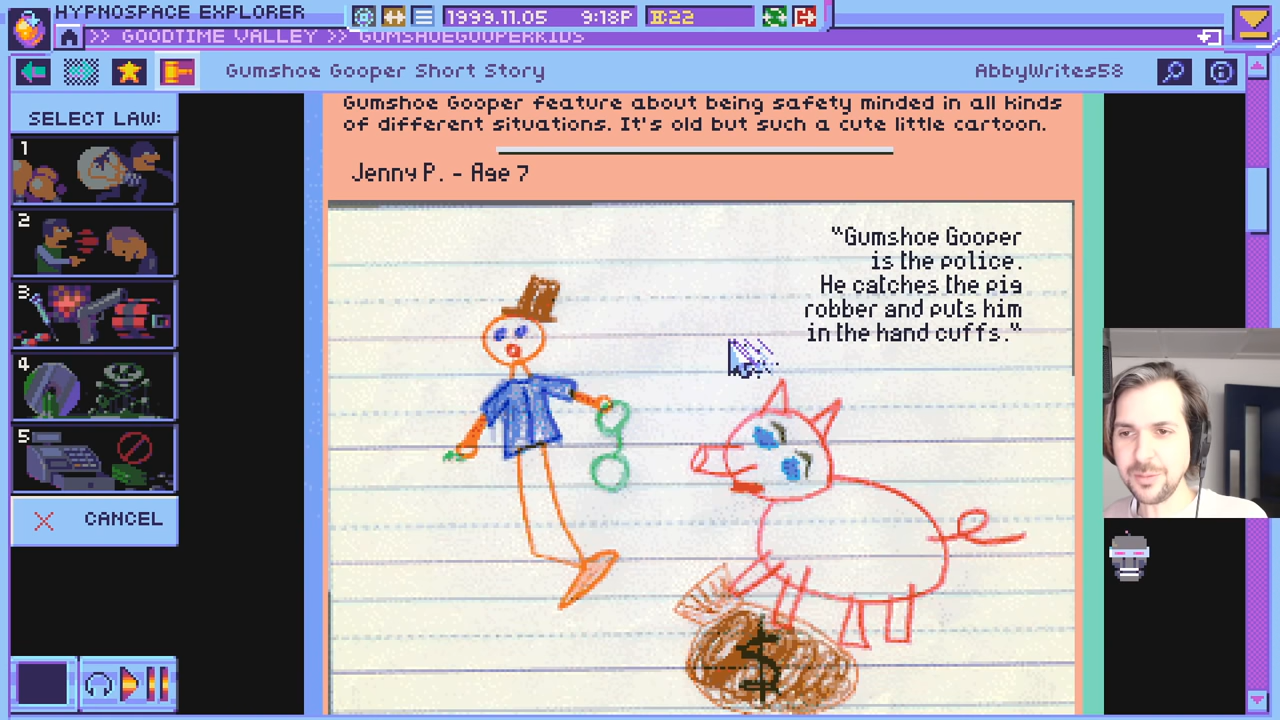 HYPNOSPACE EXPLORER
1999.11.05 9:18P 22
>> GOODTIME VALLEY >> GUMSHOEGOOPERKIDS
Gumshoe Gooper Short Story
AbbyWrites58
SELECT LAW:
1
2
3
4
5
CANCEL
Gumshoe Gooper feature about being safety minded in all kinds
of different situations. It's old but such a cute little cartoon.
Jenny P. - Age 7
"Gumshoe Gooper
is the police.
He catches the pig
robber and puts him
in the hand cuffs."
$